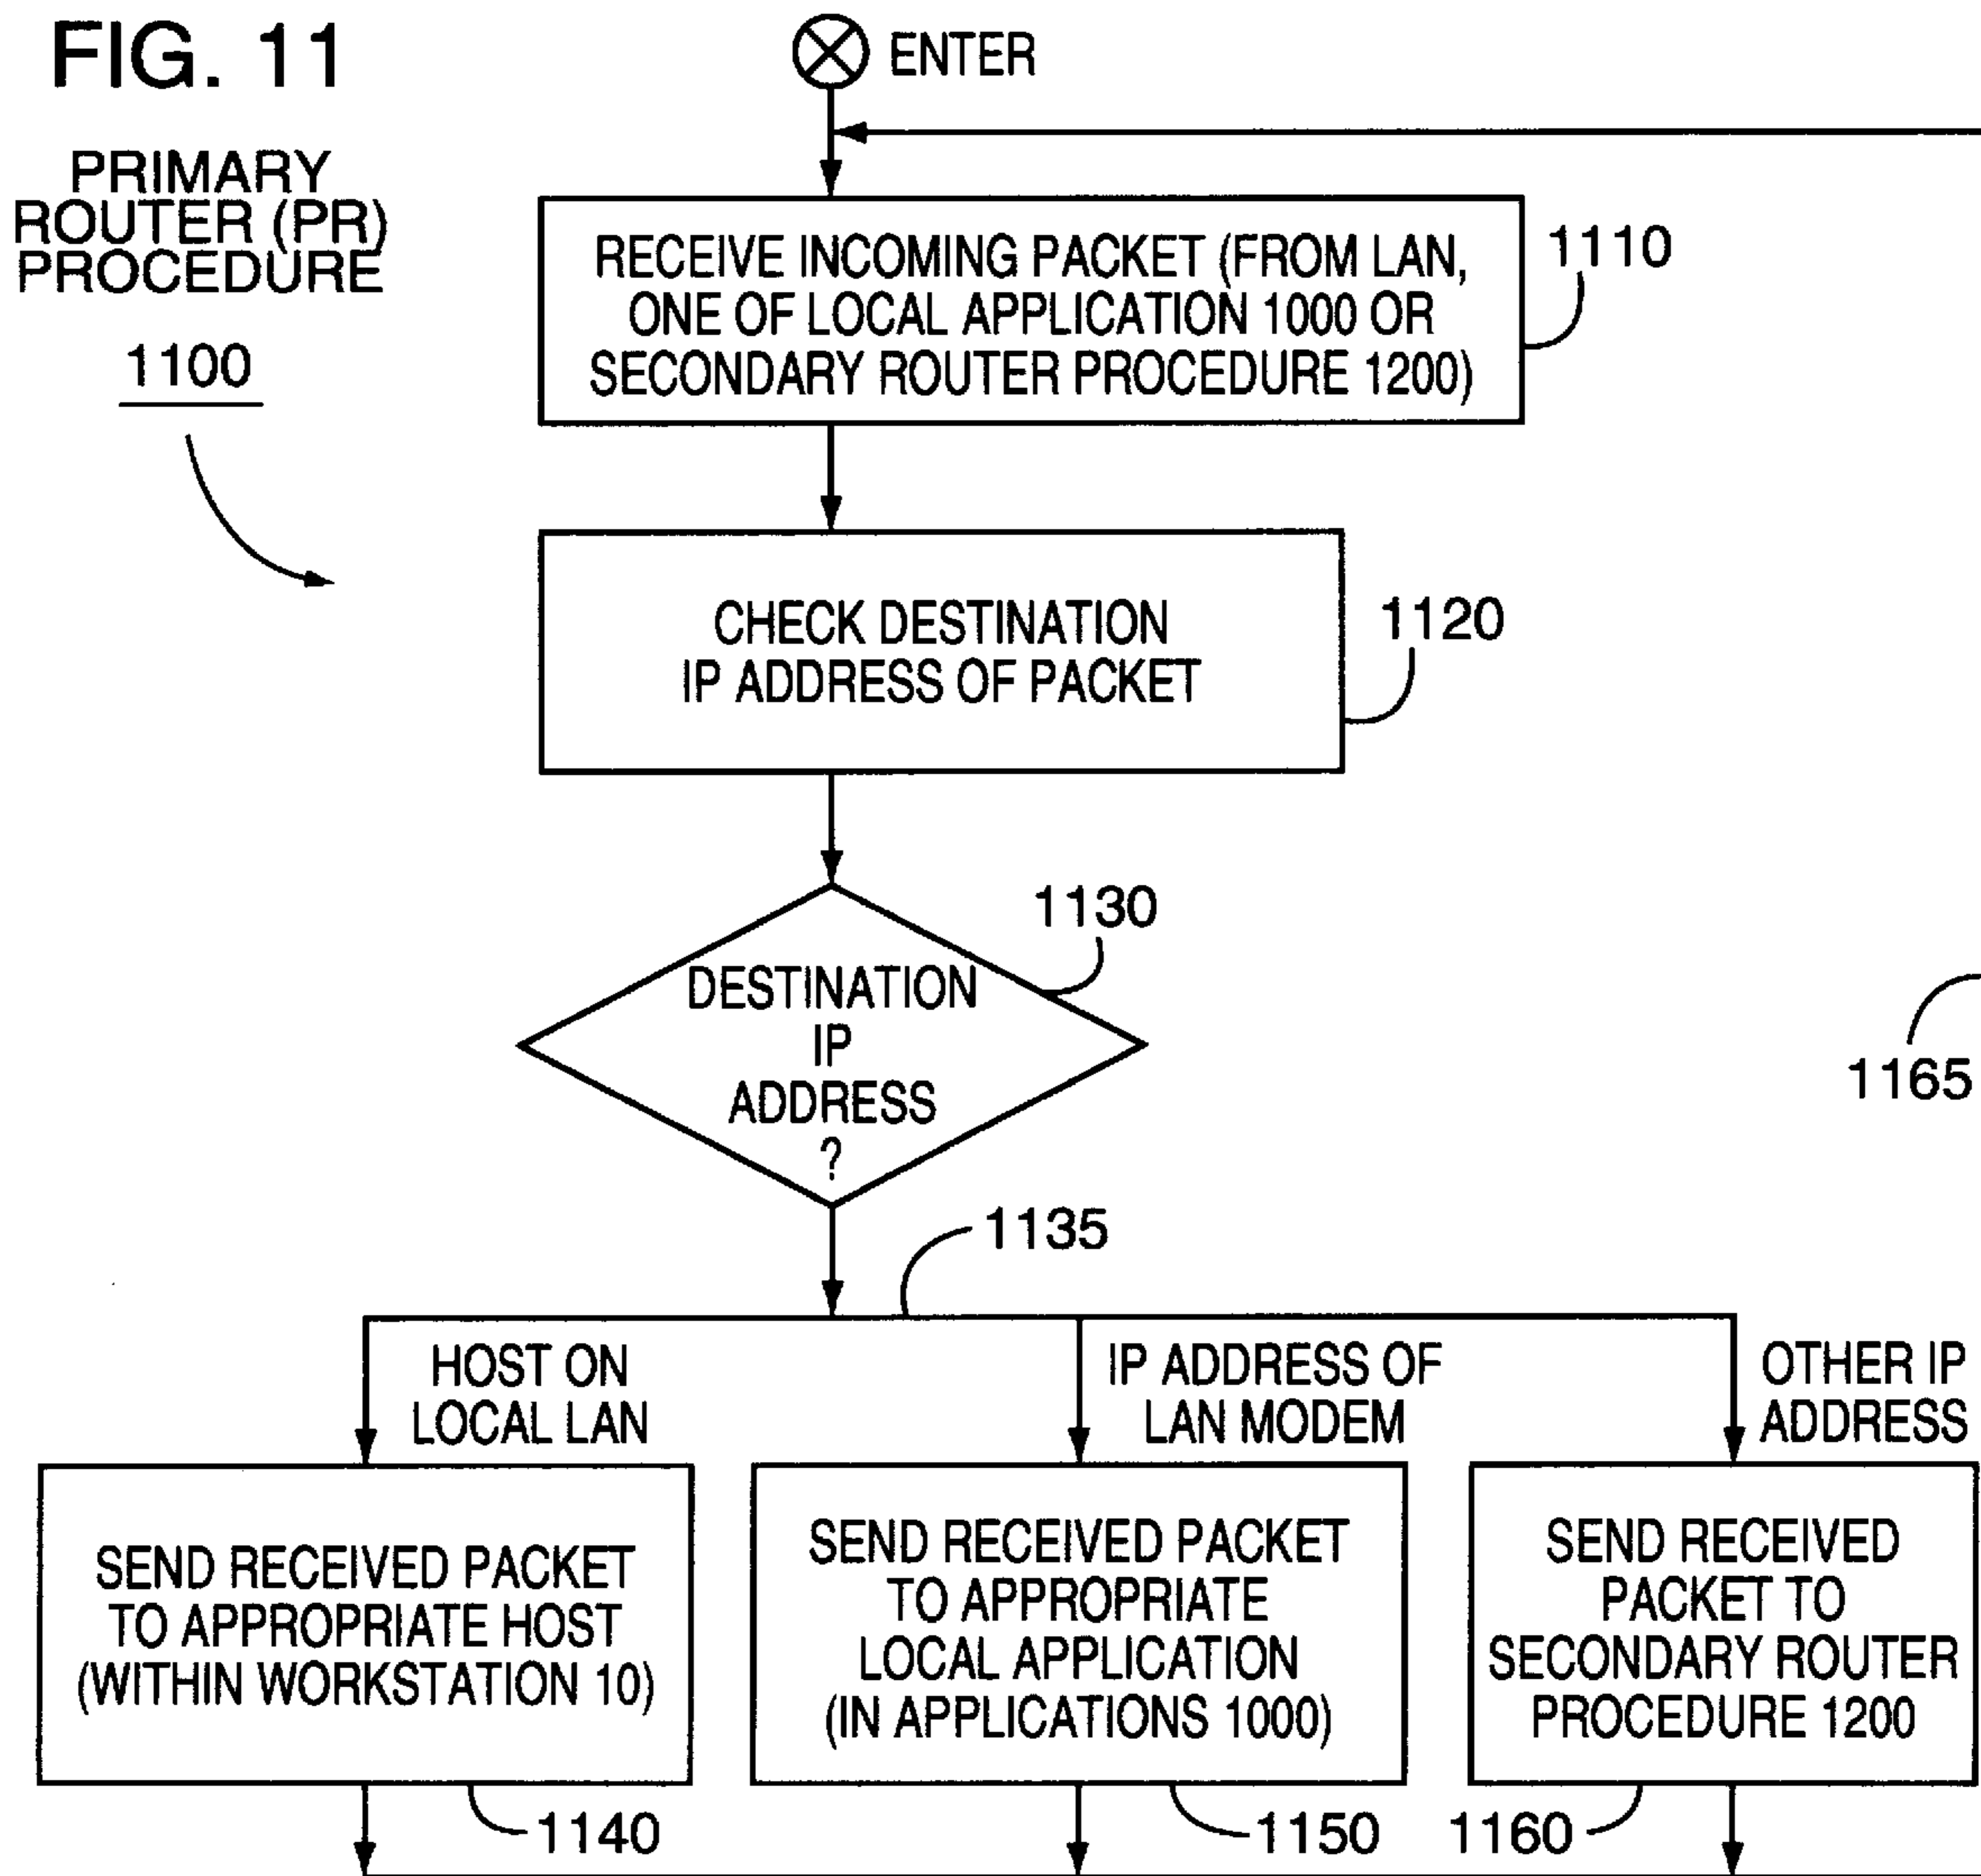 FIG. 11
ENTER
PRIMARY
ROUTER (PR)
PROCEDURE
1100
RECEIVE INCOMING PACKET (FROM LAN,
ONE OF LOCAL APPLICATION 1000 OR
SECONDARY ROUTER PROCEDURE 1200)
1110
CHECK DESTINATION
IP ADDRESS OF PACKET
1120
DESTINATION
IP
ADDRESS
?
1130
1165
1135
HOST ON
LOCAL LAN
IP ADDRESS OF
LAN MODEM
OTHER IP
ADDRESS
SEND RECEIVED PACKET
TO APPROPRIATE HOST
(WITHIN WORKSTATION 10)
SEND RECEIVED PACKET
TO APPROPRIATE
LOCAL APPLICATION
(IN APPLICATIONS 1000)
SEND RECEIVED
PACKET TO
SECONDARY ROUTER
PROCEDURE 1200
1140
1150
1160